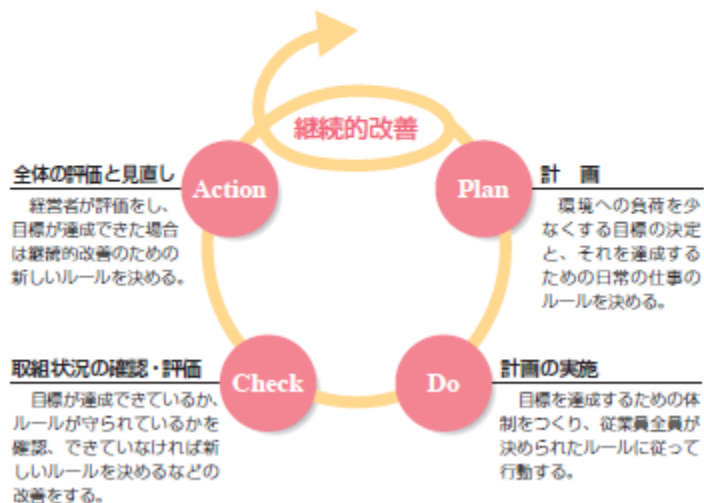 継続的改善
Plan
計　画
環境への負荷を少
なくする目標の決定
と、それを達成する
ための日常の仕事の
ルールを決める。
Do
計画の実施
目標を達成するための体
制をつくり、従業員全員が
決められたルールに従って
行動する。
Check
取組状況の確認・評価
目標が達成できているか、
ルールが守られているかを
確認、できていなければ新
しいルールを決めるなどの
改善をする。
Action
全体の評価と見直し
経営者が評価をし、
目標が達成できた場合
は継続的改善のための
新しいルールを決める。